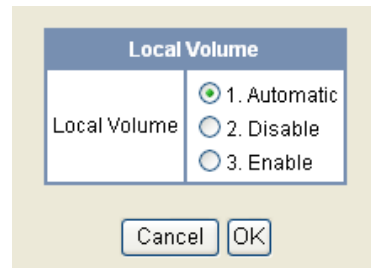 Local Volume
Local Volume
1. Automatic
2. Disable
3. Enable
Cancel OK